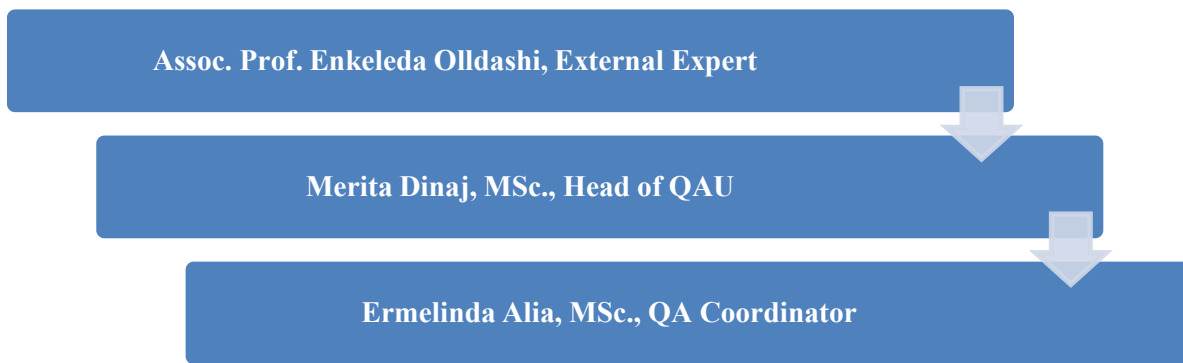 Assoc. Prof. Enkeleda Olldashi, External Expert
Merita Dinaj, MSc., Head of QAU
Ermelinda Alia, MSc., QA Coordinator